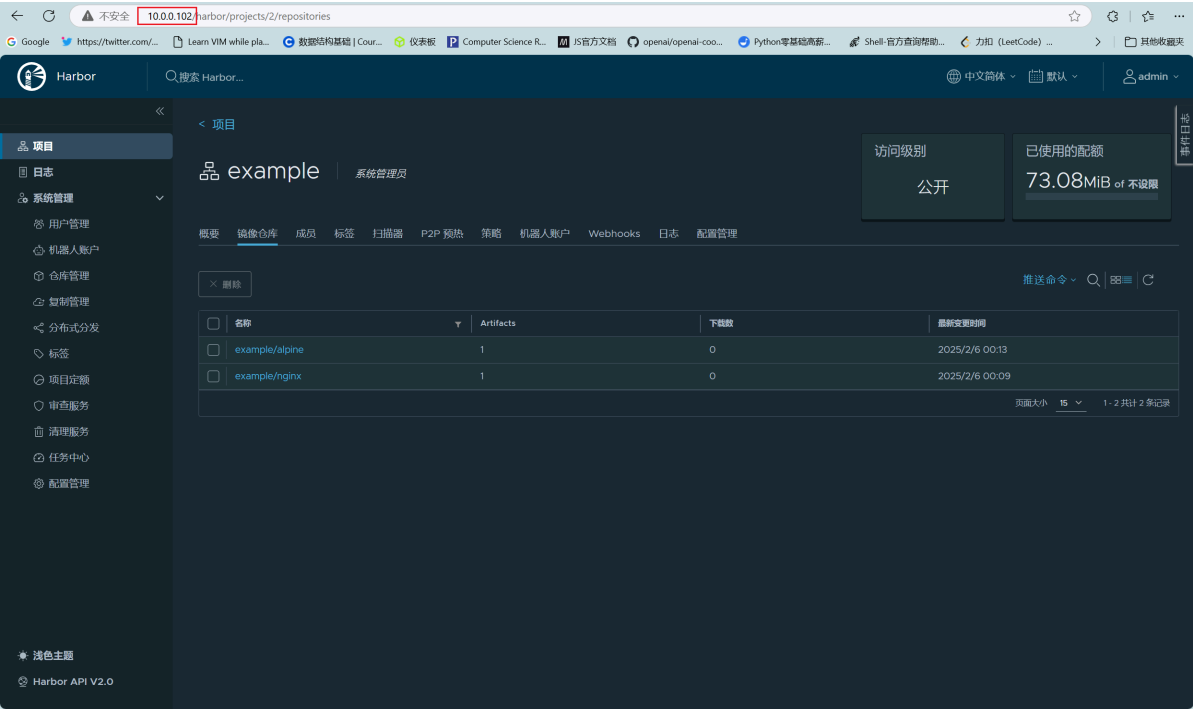 不安全 10.0.0.102/harbor/projects/2/repositories
Google https://twitter.com/... Learn VIM while pla... 数据结构基础 | Cour... 仪表板 Computer Science R... JS官方文档 openai/openai-coo... Python零基础高薪... Shell-官方查询帮助... 力扣（LeetCode）... 其他收藏夹
Harbor 搜索 Harbor... 中文简体 默认 admin
事件日志
< 项目
项目
日志
系统管理
用户管理
机器人账户
仓库管理
复制管理
分布式分发
标签
项目定额
审查服务
清理服务
任务中心
配置管理
浅色主题
Harbor API V2.0
example 系统管理员
访问级别
公开
已使用的配额
73.08MiB of 不设限
概要 镜像仓库 成员 标签 扫描器 P2P 预热 策略 机器人账户 Webhooks 日志 配置管理
× 删除 推送命令
名称 Artifacts 下载数 最新变更时间
example/alpine 1 0 2025/2/6 00:13
example/nginx 1 0 2025/2/6 00:09
页面大小 15 1 - 2 共计 2 条记录